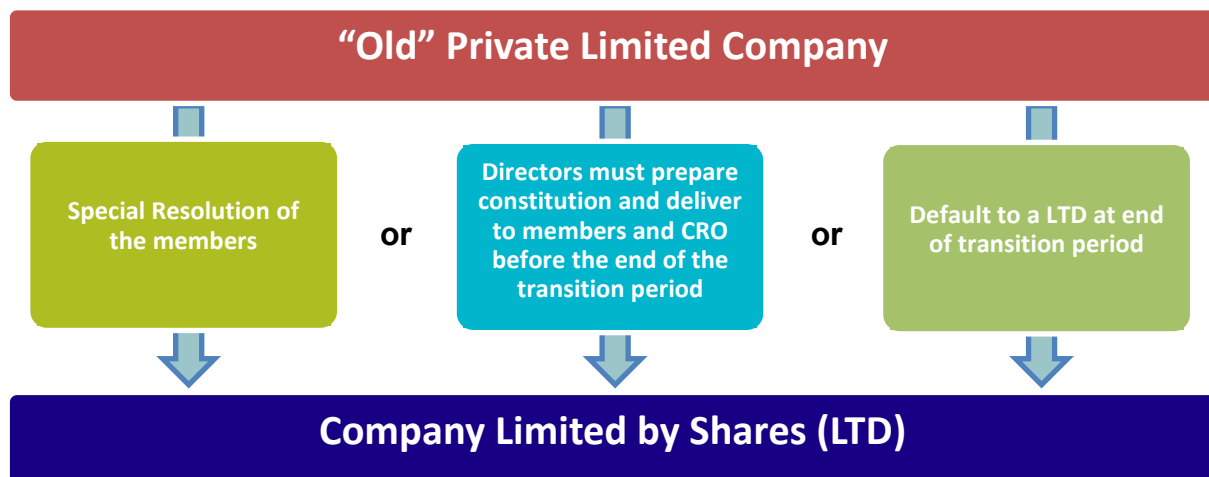 “Old” Private Limited Company
Special Resolution of
the members
or
Directors must prepare
constitution and deliver
to members and CRO
before the end of the
transition period
or
Default to a LTD at end
of transition period
Company Limited by Shares (LTD)